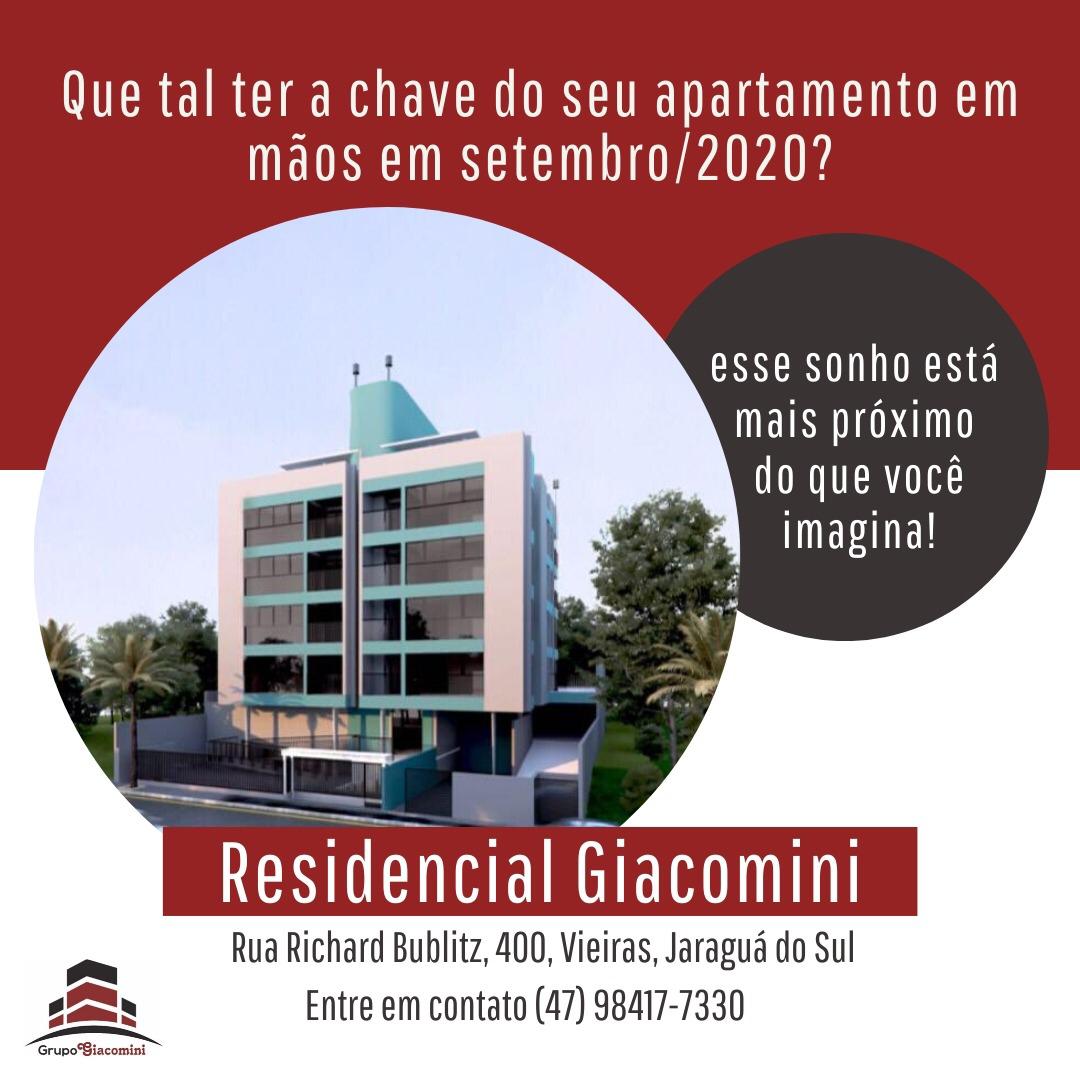 Que tal ter a chave do seu apartamento em
mãos em setembro/2020?
esse sonho está
mais próximo
do que você
imagina!
Residencial Giacomini
Rua Richard Bublitz, 400, Vieiras, Jaraguá do Sul
Entre em contato (47) 98417-7330
Grupo Giacomini